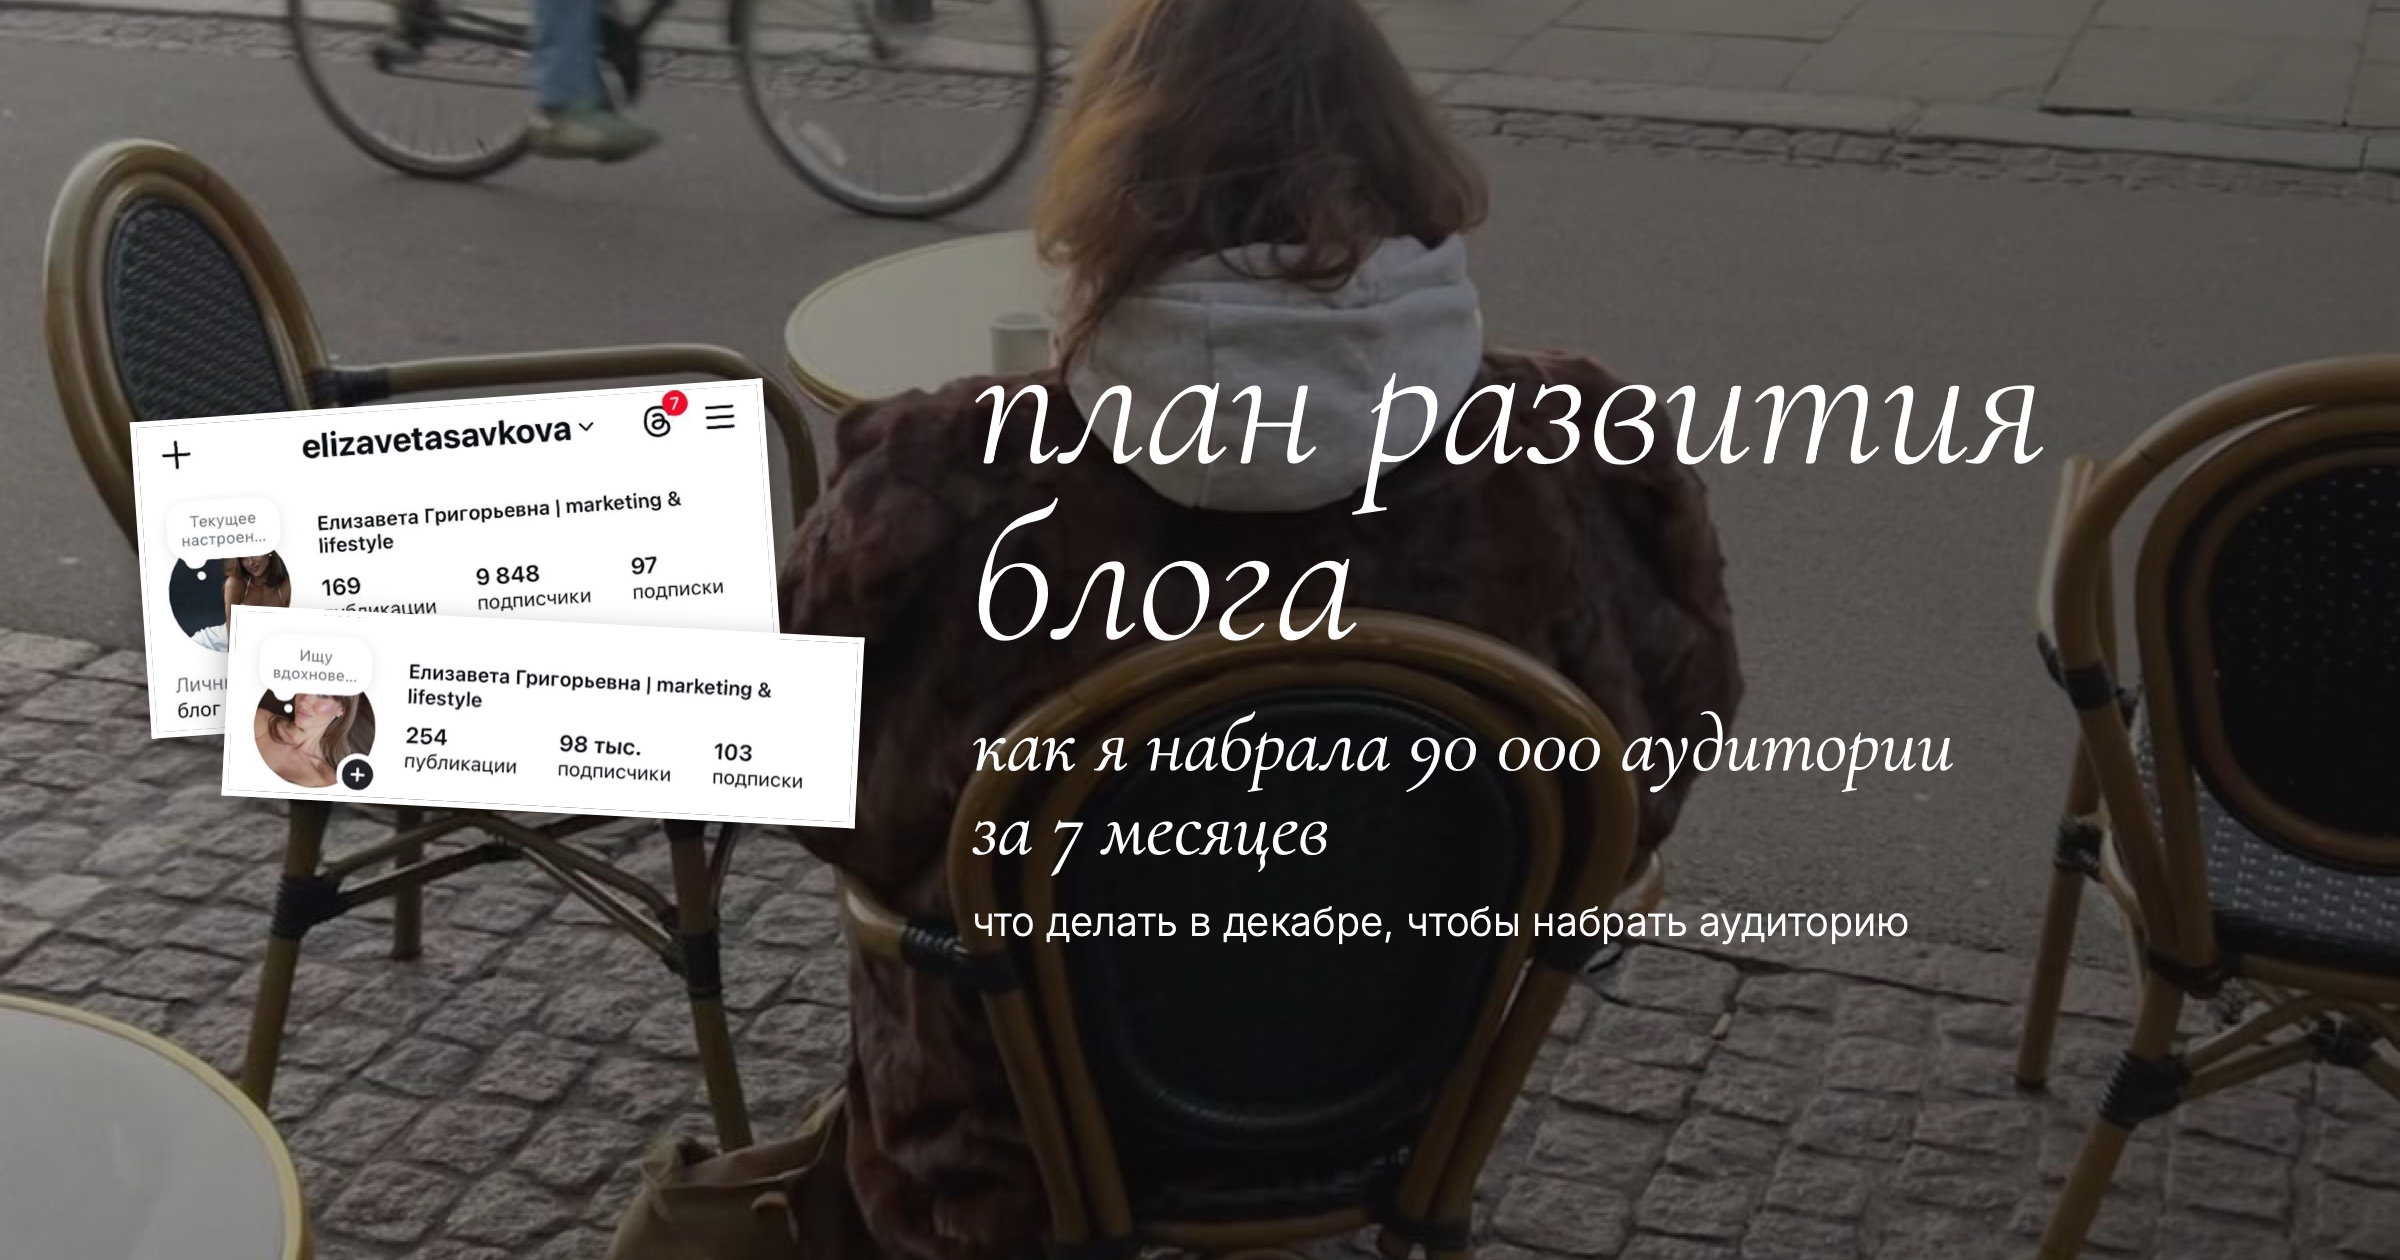 elizavetasavkova
7
Текущее
настроен...
Елизавета Григорьевна | marketing &
lifestyle
169
9 848
97
публикации
подписчики
подписки
блог
Ищу
вдохнове...
Елизавета Григорьевна | marketing &
lifestyle
254
98 тыс.
103
публикации
подписчики
подписки
план развития
блога
как я набрала 90 000 аудитории
за 7 месяцев
что делать в декабре, чтобы набрать аудиторию